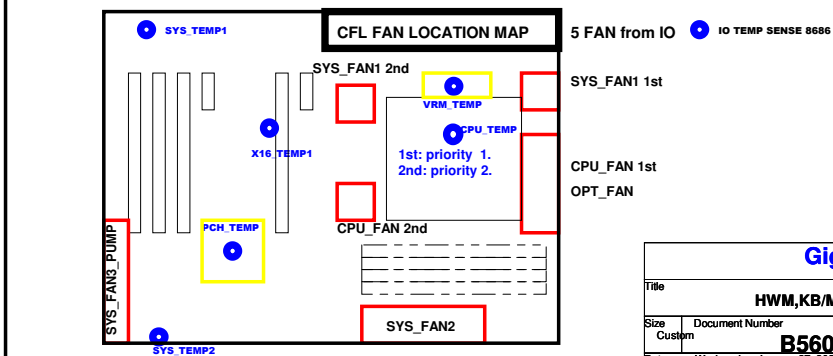 SYS_TEMP1
CFL FAN LOCATION MAP
5 FAN from IO
IO TEMP SENSE 8686
SYS_FAN1 2nd
SYS_FAN1 1st
VRM_TEMP
CPU_TEMP
X16_TEMP1
1st: priority 1.
2nd: priority 2.
CPU_FAN 1st
OPT_FAN
PCH_TEMP
CPU_FAN 2nd
SYS_FAN3_PUMP
SYS_FAN2
SYS_TEMP2
Gig
Title
HWM,KB/M
Size
Document Number
Custom
B560